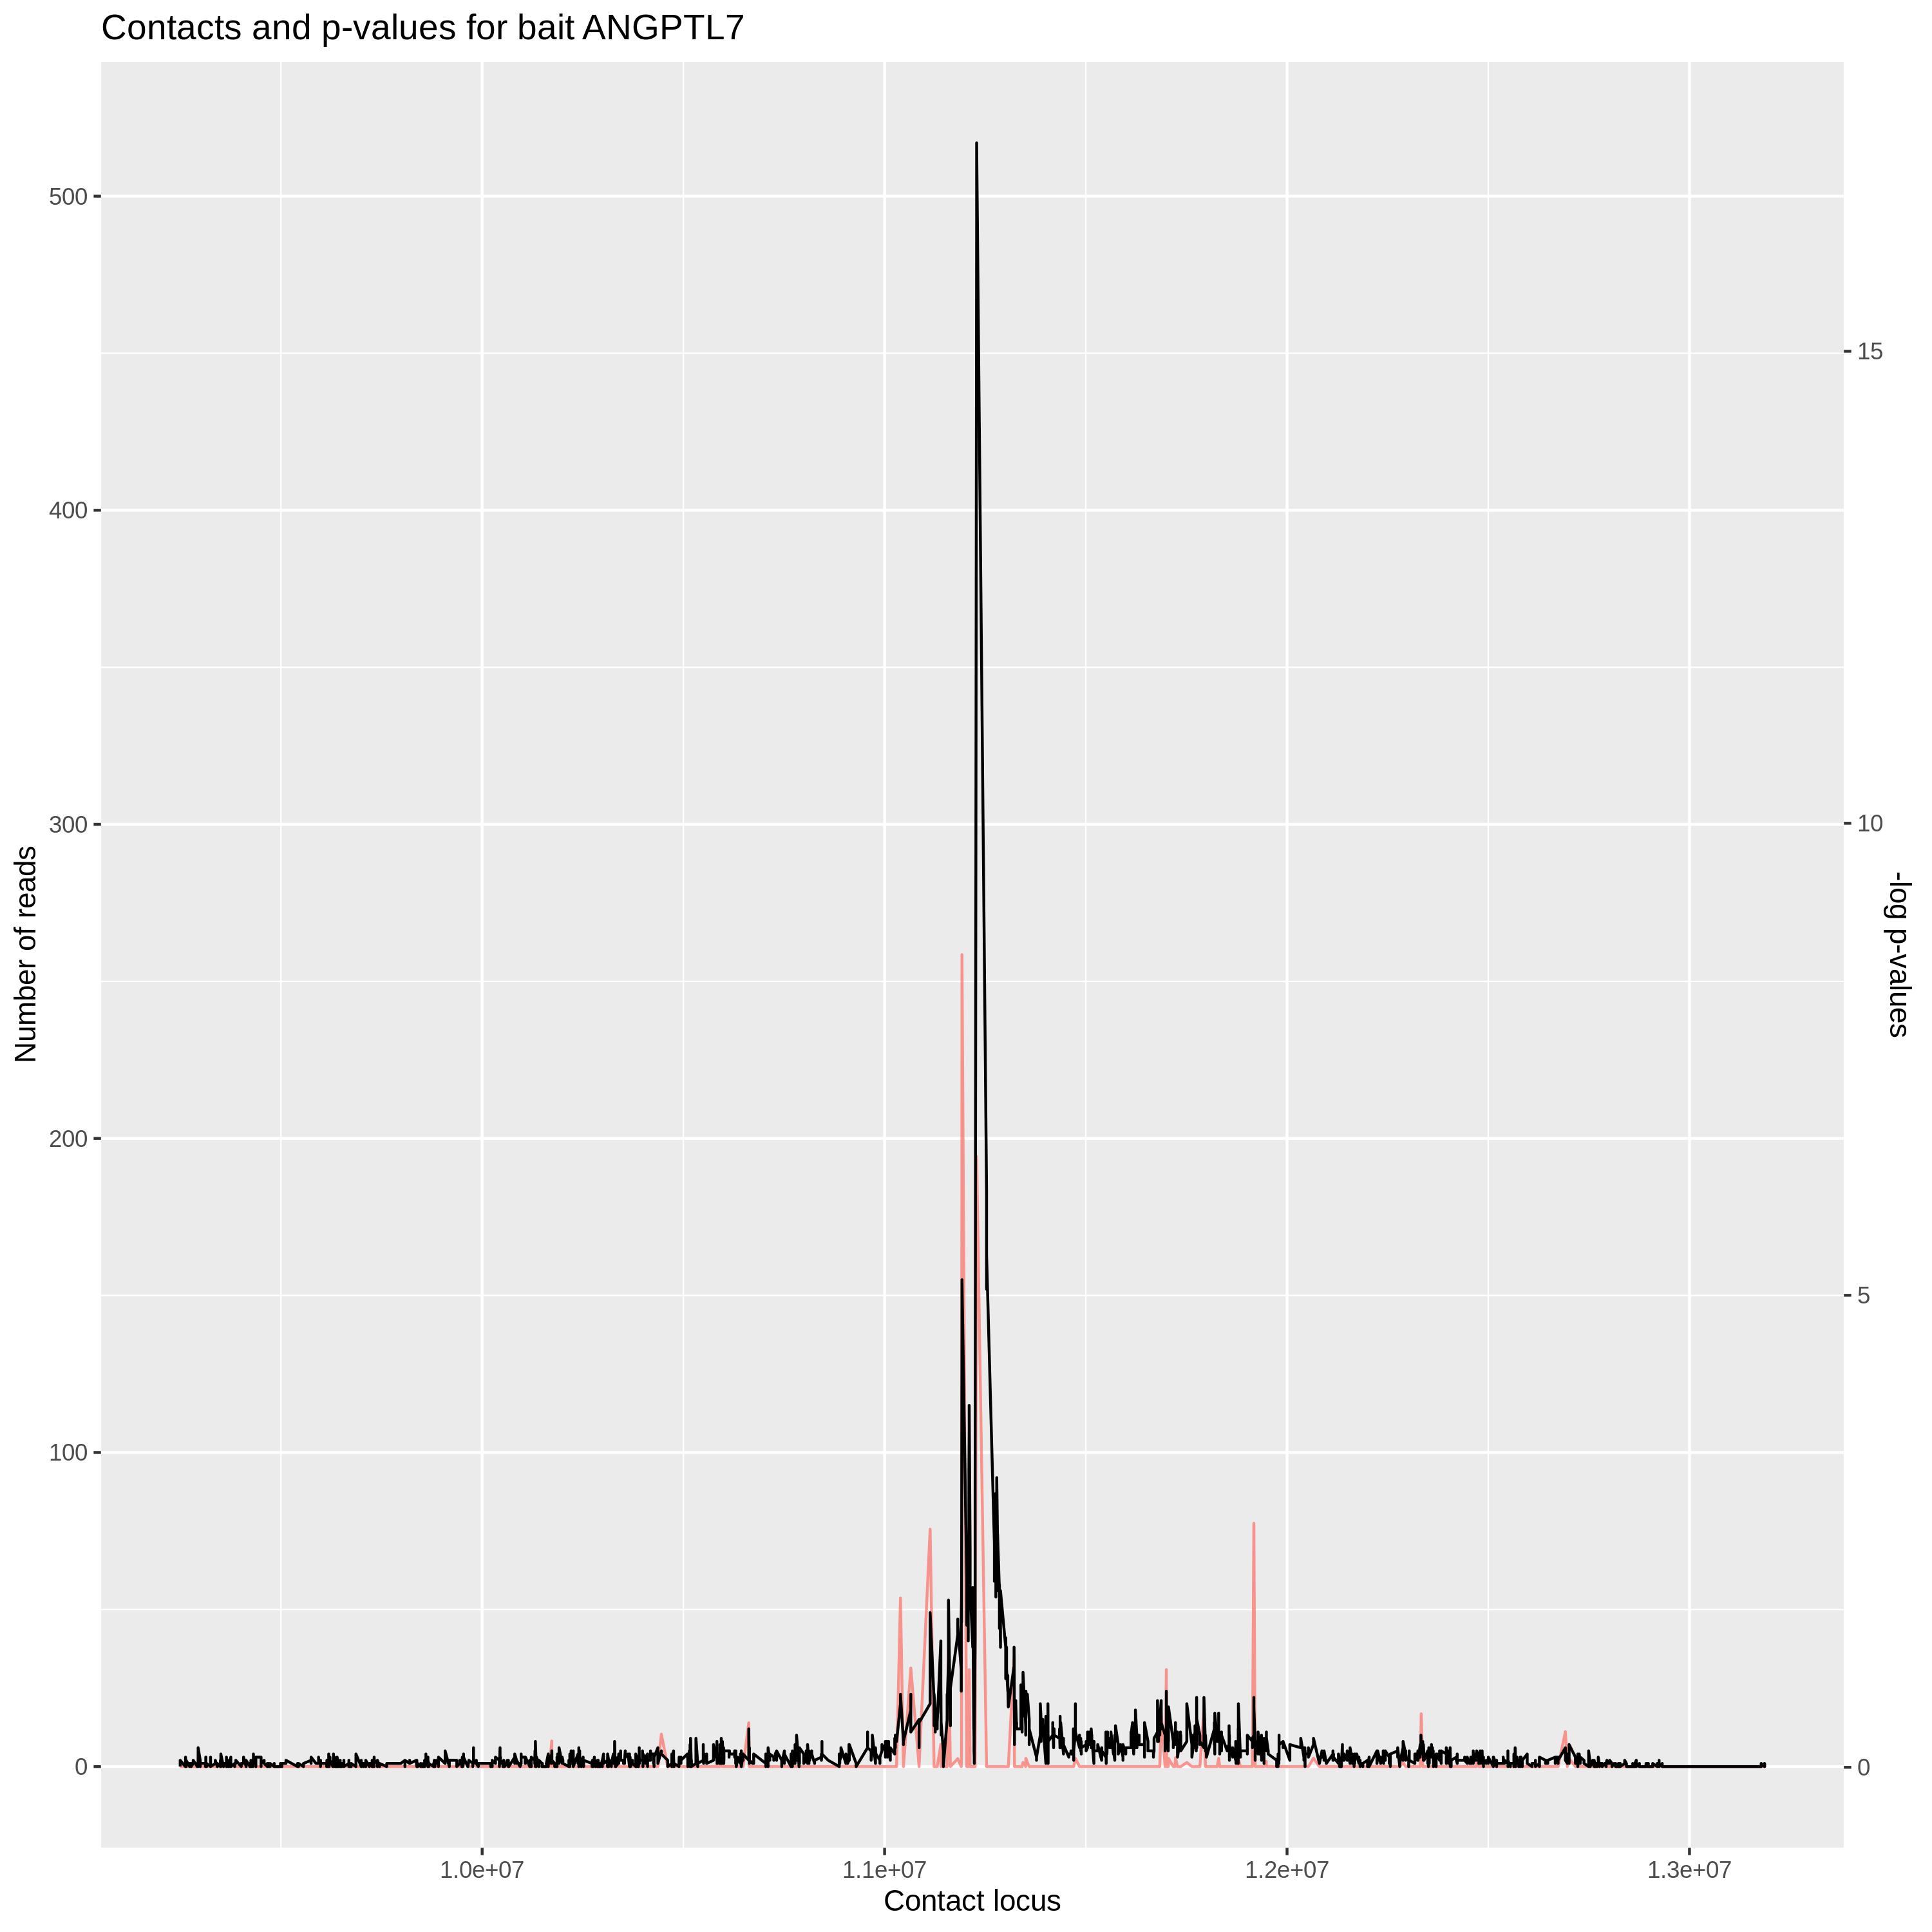 Contacts and p-values for bait ANGPTL7
500
400
300
200
100
0
Number of reads
15
10
5
0
-log p-values
1.0e+07
1.1e+07
1.2e+07
1.3e+07
Contact locus